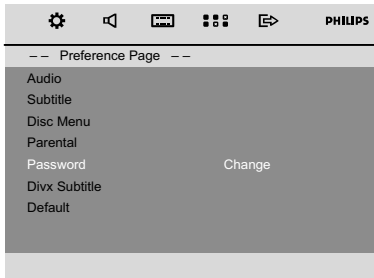 PHILIPS
-- Preference Page --
Audio
Subtitle
Disc Menu
Parental
Password Change
Divx Subtitle
Default